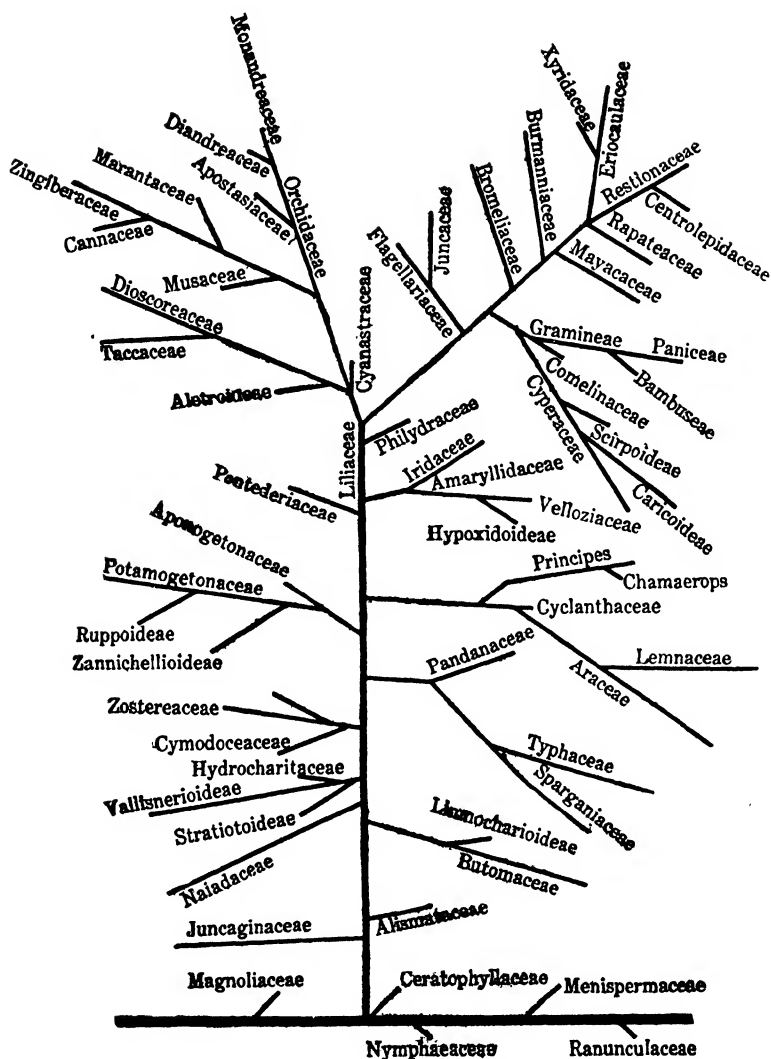 Monandreaceae
Diandreaceae
Apostasiaceae
Orchidaceae
Zingiberaceae
Marantaceae
Cannaceae
Musaceae
Dioscoreaceae
Taccaceae
Aletroideae
Cyanastraceae
Flagellariaceae
Juncaceae
Bromeliaceae
Burmanniaceae
Xyridaceae
Eriocaulaceae
Restionaceae
Centrolepidaceae
Rapateaceae
Mayacaceae
Gramineae
Paniceae
Bambuseae
Comelinaceae
Cyperaceae
Scirpoideae
Caricoideae
Liliaceae
Philydraceae
Iridaceae
Amaryllidaceae
Velloziaceae
Hypoxidoideae
Pontederiaceae
Aponogetonaceae
Potamogetonaceae
Ruppoideae
Zannichellioideae
Principes
Chamaerops
Cyclanthaceae
Araceae
Lemnaceae
Pandanaceae
Typhaceae
Sparganiaceae
Zostereaceae
Cymodoceaceae
Hydrocharitaceae
Vallisnerioideae
Stratiotoideae
Naiadaceae
Limnocharioideae
Butomaceae
Juncaginaceae
Alismataceae
Magnoliaceae
Ceratophyllaceae
Menispermaceae
Nymphaeaceae
Ranunculaceae